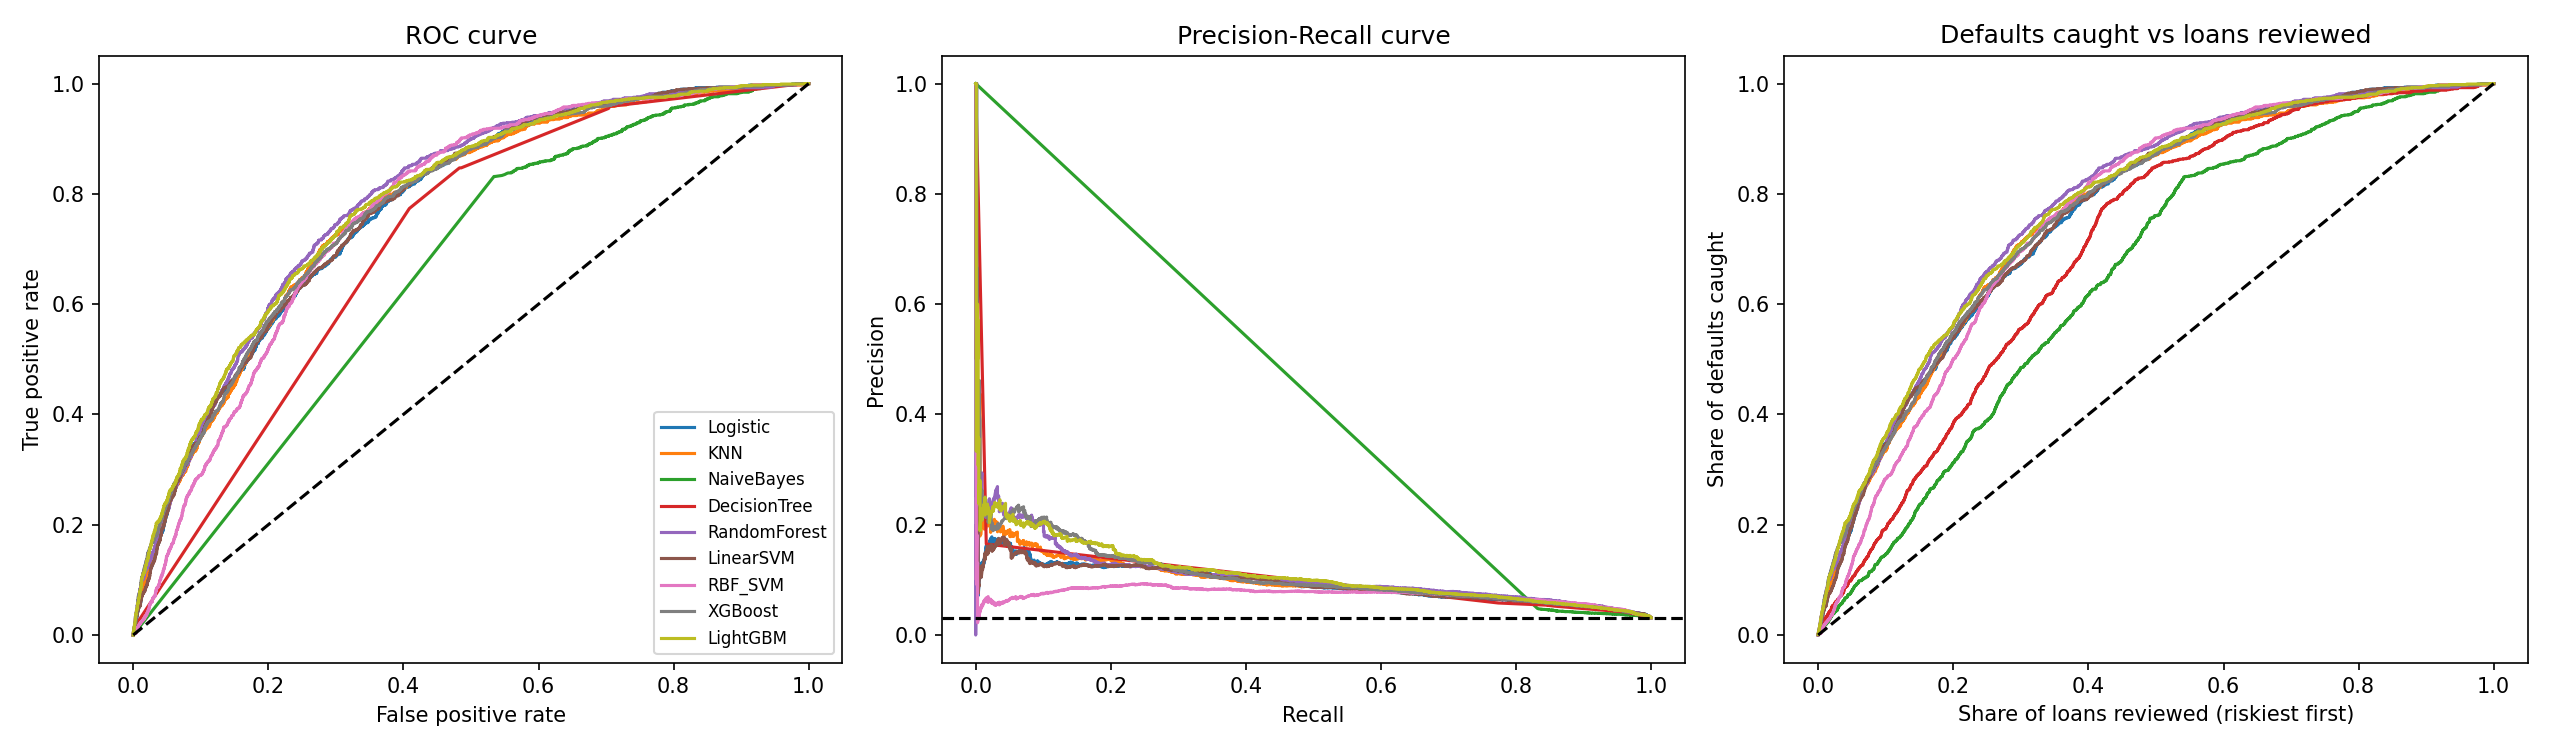 ROC curve
True positive rate
1.0
0.8
0.6
0.4
0.2
0.0
0.0 0.2 0.4 0.6 0.8 1.0
False positive rate
Logistic
KNN
NaiveBayes
DecisionTree
RandomForest
LinearSVM
RBF_SVM
XGBoost
LightGBM
Precision-Recall curve
Precision
1.0
0.8
0.6
0.4
0.2
0.0
0.0 0.2 0.4 0.6 0.8 1.0
Recall
Defaults caught vs loans reviewed
Share of defaults caught
1.0
0.8
0.6
0.4
0.2
0.0
0.0 0.2 0.4 0.6 0.8 1.0
Share of loans reviewed (riskiest first)